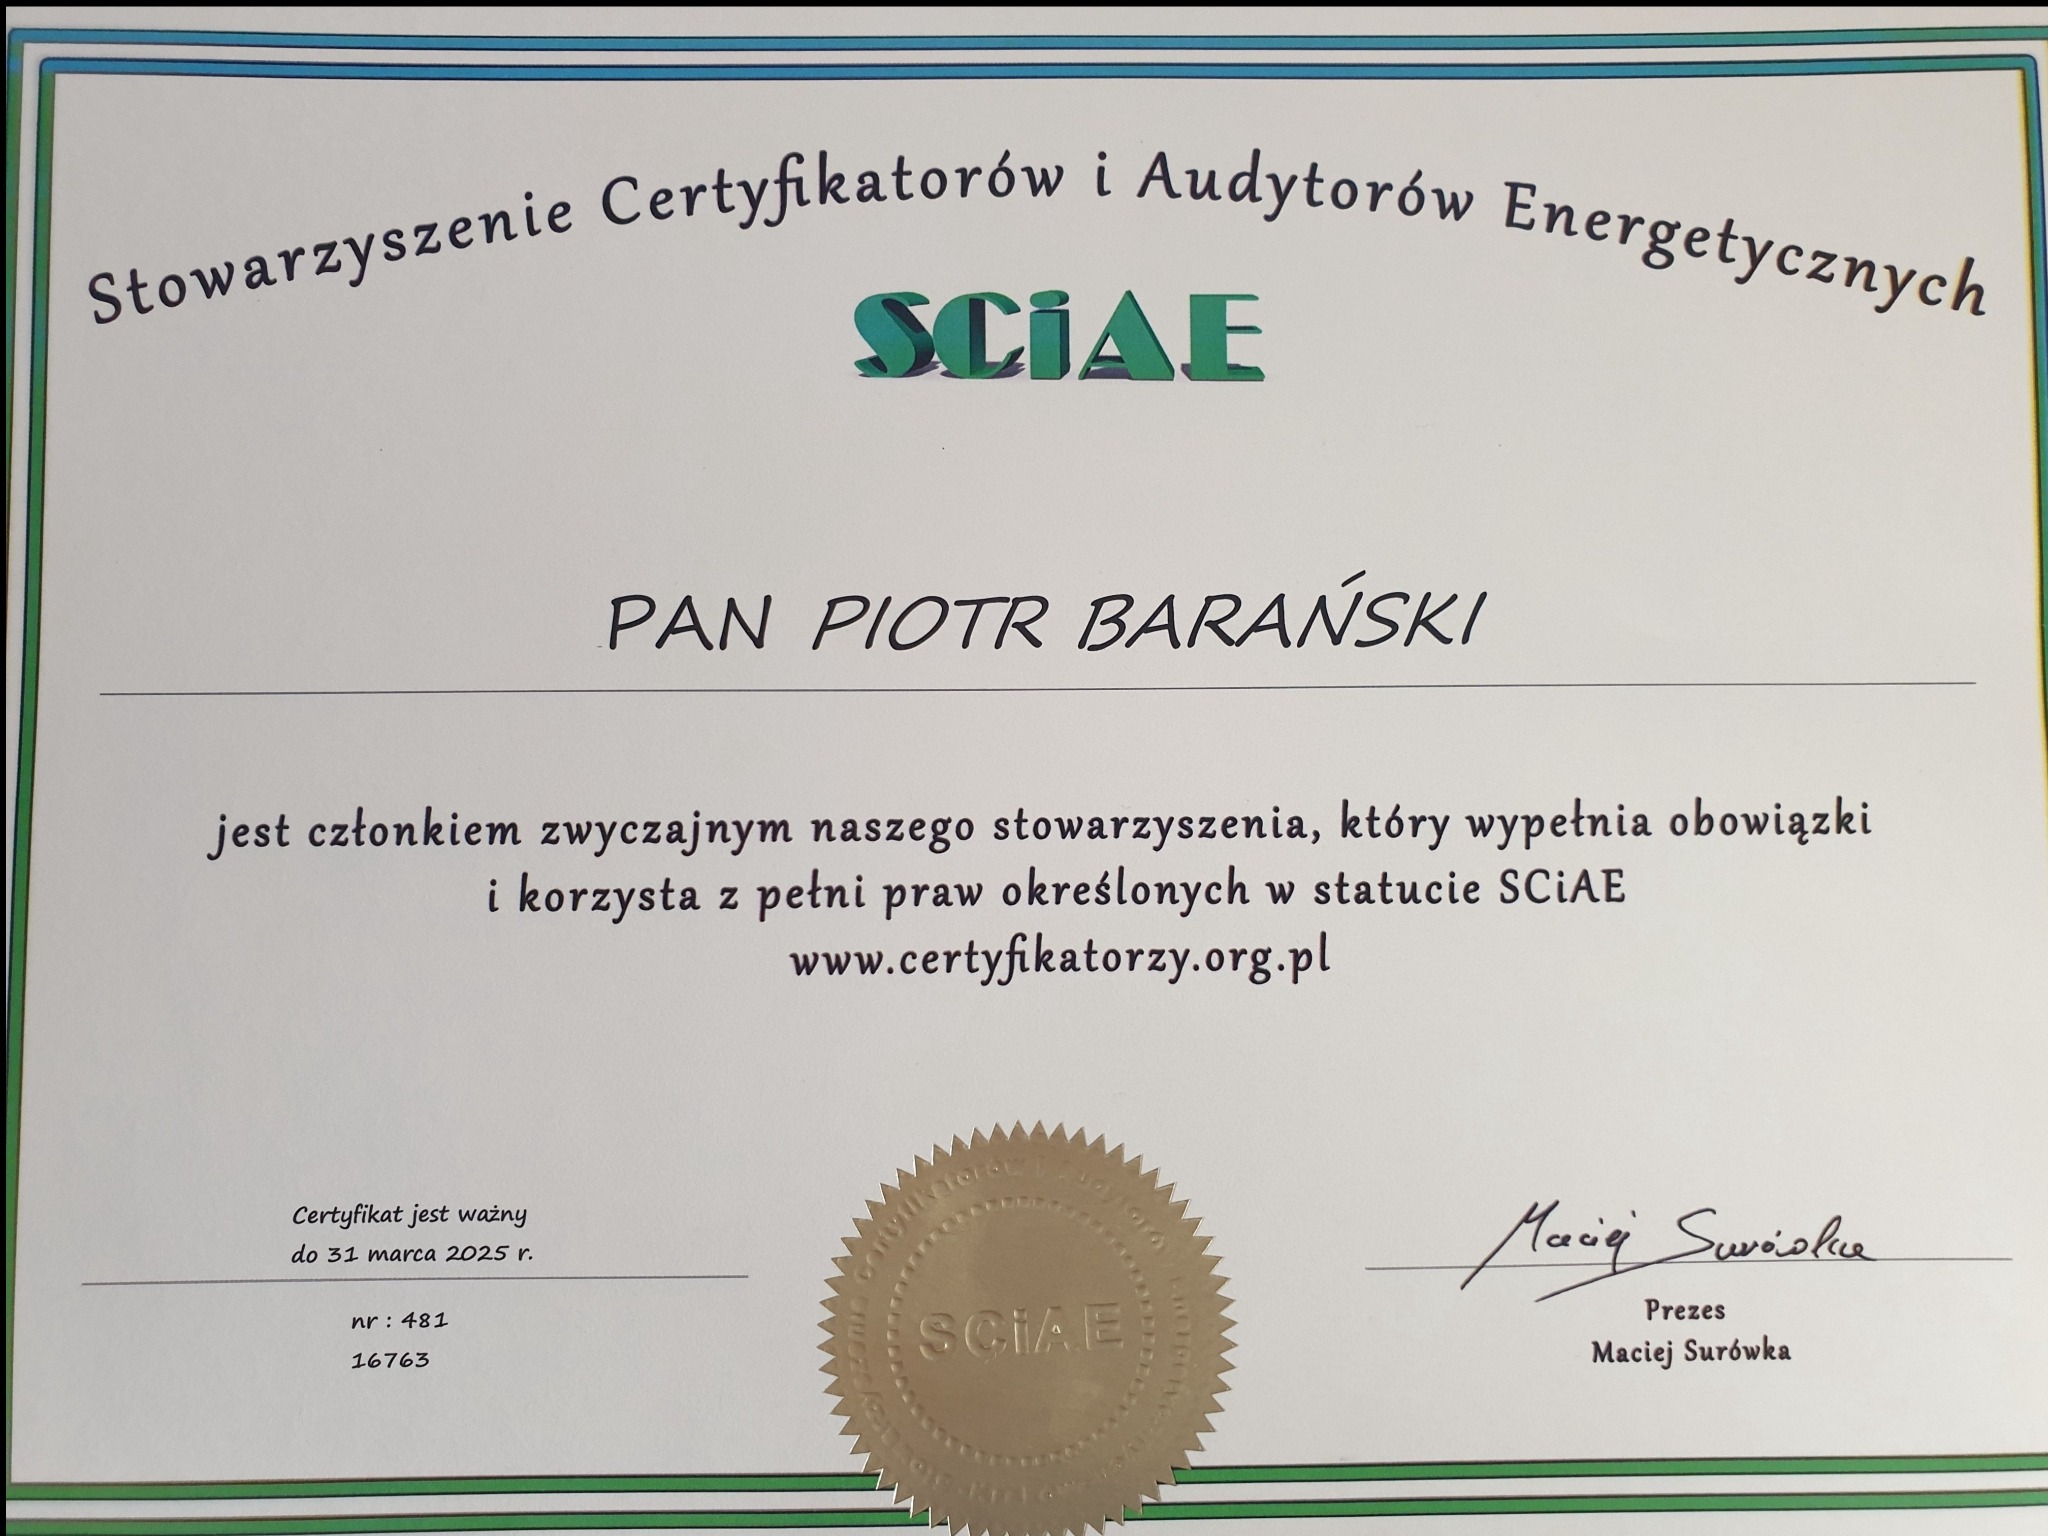 Stowarzyszenie Certyfikatorów i Audytorów Energetycznych
SCiAE
PAN PIOTR BARAŃSKI
jest członkiem zwyczajnym naszego stowarzyszenia, który wypełnia obowiązki
i korzysta z pełni praw określonych w statucie SCiAE
www.certyfikatorzy.org.pl
Certyfikat jest ważny
do 31 marca 2025 r.
nr : 481
16763
SCiAE
Maciej Surówka
Prezes
Maciej Surówka